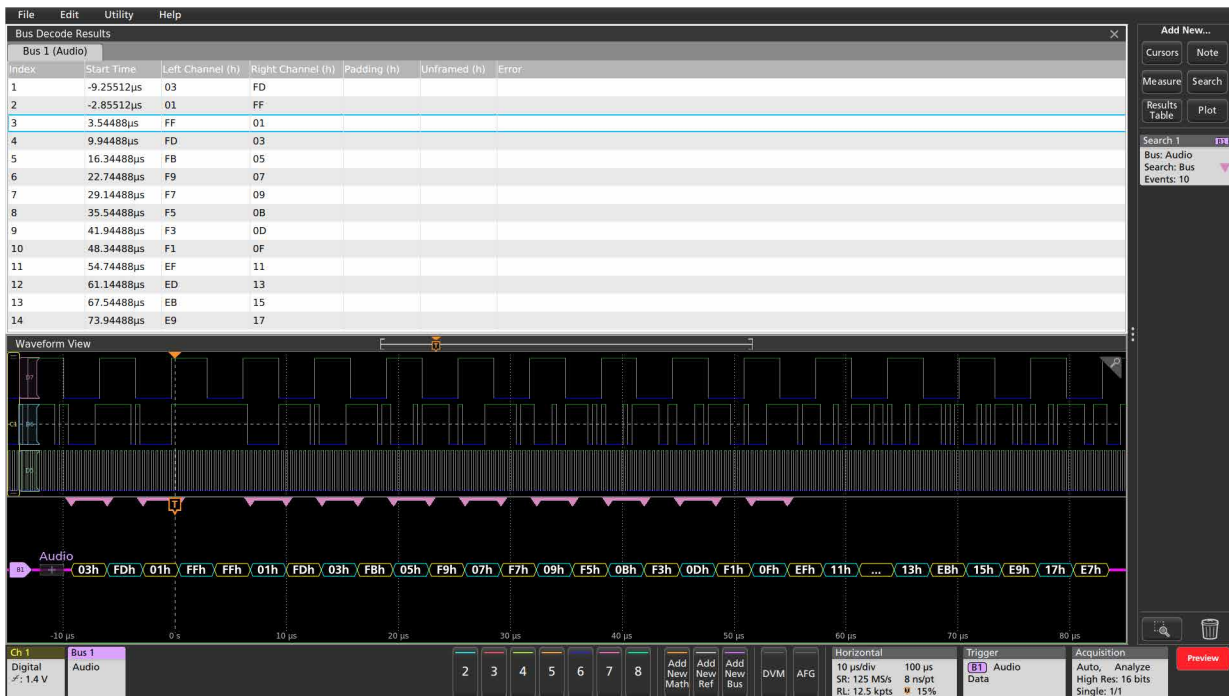 File Edit Utility Help
Bus Decode Results
Bus 1 (Audio)
Index Start Time Left Channel (h) Right Channel (h) Padding (h) Unframed (h) Error
1 -9.25512µs 03 FD
2 -2.85512µs 01 FF
3 3.54488µs FF 01
4 9.94488µs FD 03
5 16.34488µs FB 05
6 22.74488µs F9 07
7 29.14488µs F7 09
8 35.54488µs F5 0B
9 41.94488µs F3 0D
10 48.34488µs F1 0F
11 54.74488µs EF 11
12 61.14488µs ED 13
13 67.54488µs EB 15
14 73.94488µs E9 17
Add New...
Cursors Note
Measure Search
Results Table Plot
Search 1 B1
Bus: Audio
Search: Bus
Events: 10
Waveform View
T
D7
C1 D6
D5
T
Audio
B1 + 03h FDh 01h FFh FFh 01h FDh 03h FBh 05h F9h 07h F7h 09h F5h 0Bh F3h 0Dh F1h 0Fh EFh 11h ... 13h EBh 15h E9h 17h E7h
-10 µs 0 s 10 µs 20 µs 30 µs 40 µs 50 µs 60 µs 70 µs 80 µs
Ch 1
Digital
: 1.4 V
Bus 1
Audio
2 3 4 5 6 7 8
Add New Math
Add New Ref
Add New Bus
DVM
AFG
Horizontal
10 µs/div 100 µs
SR: 125 MS/s 8 ns/pt
RL: 12.5 kpts 15%
Trigger
B1 Audio
Data
Acquisition
Auto, Analyze
High Res: 16 bits
Single: 1/1
Preview